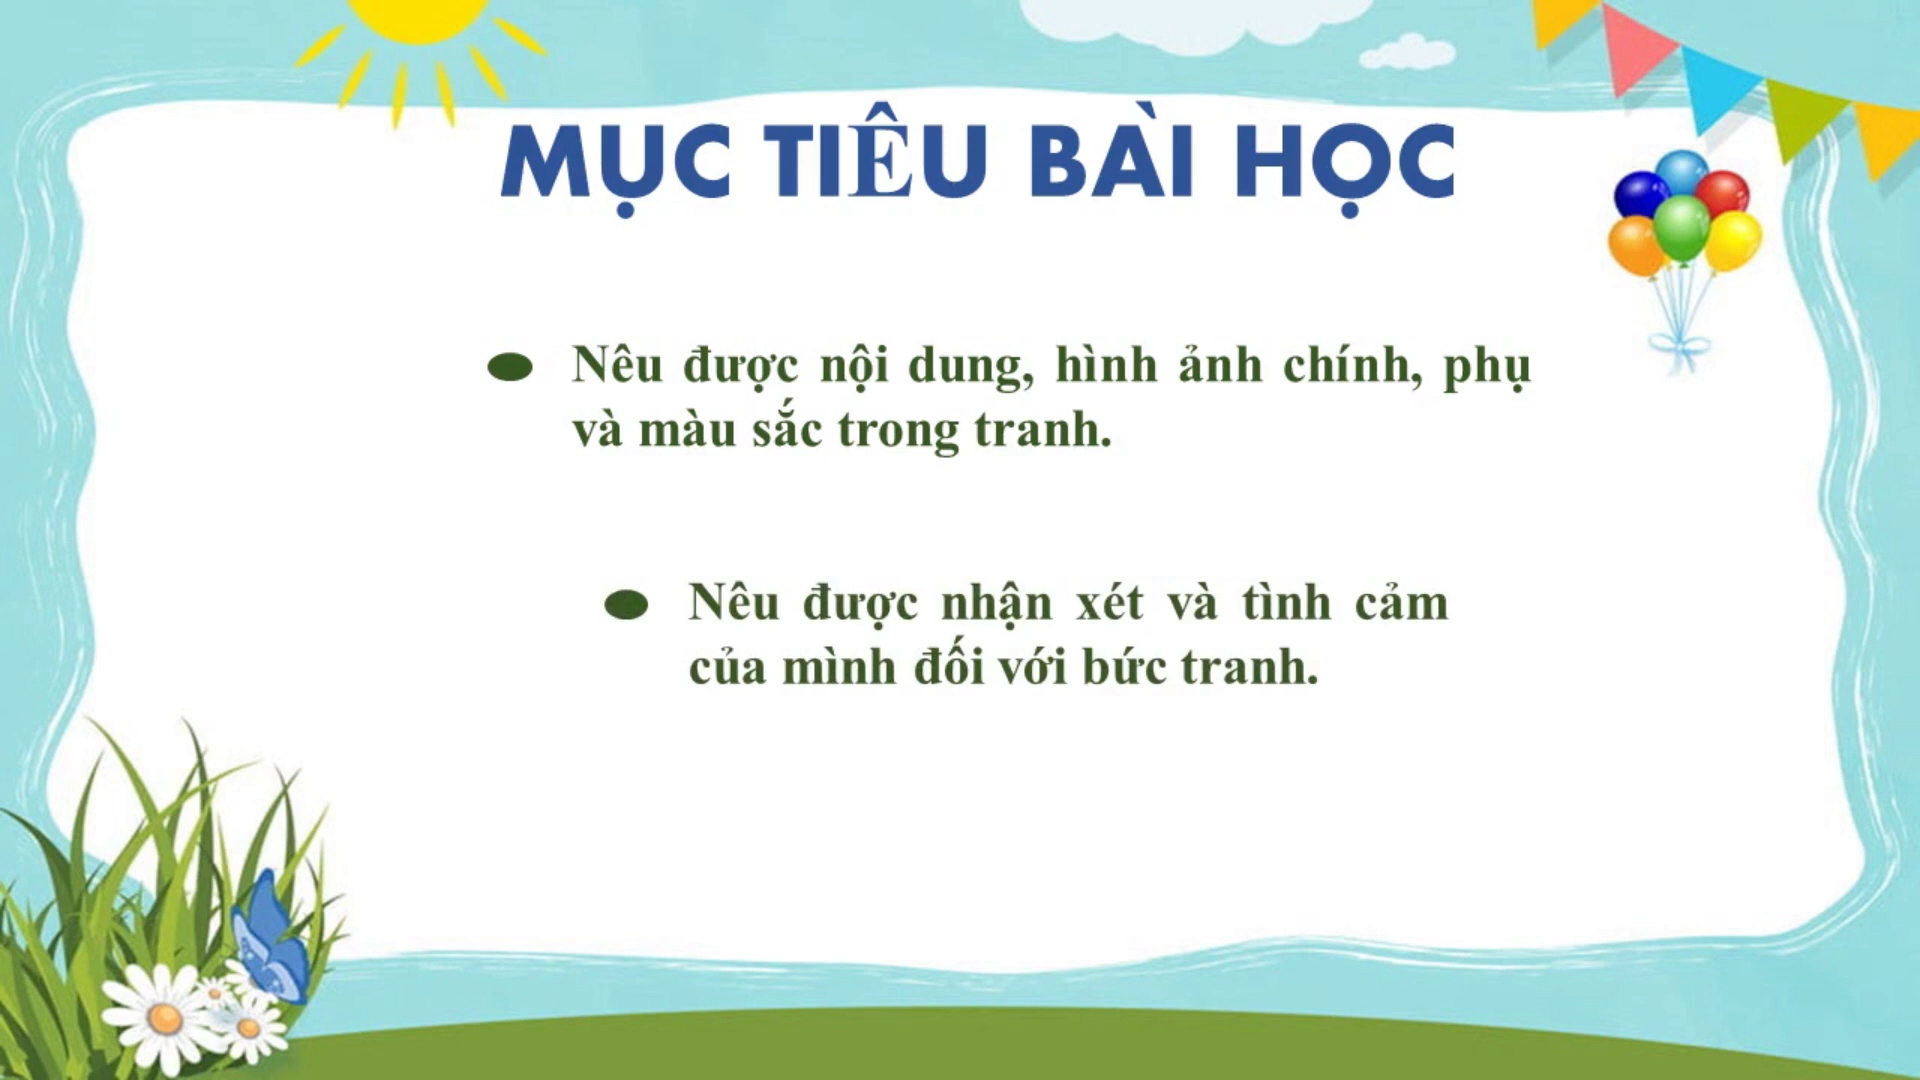 MỤC TIÊU BÀI HỌC
Nêu được nội dung, hình ảnh chính, phụ
và màu sắc trong tranh.
Nêu được nhận xét và tình cảm
của mình đối với bức tranh.